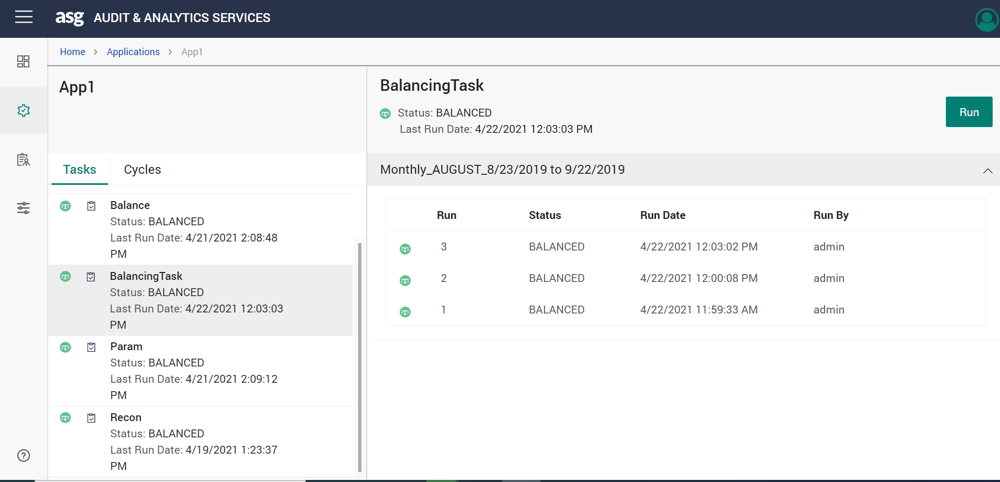 asg AUDIT & ANALYTICS SERVICES
Home > Applications > App1
App1
Tasks Cycles
Balance
Status: BALANCED
Last Run Date: 4/21/2021 2:08:48
PM
BalancingTask
Status: BALANCED
Last Run Date: 4/22/2021 12:03:03
PM
Param
Status: BALANCED
Last Run Date: 4/21/2021 2:09:12
PM
Recon
Status: BALANCED
Last Run Date: 4/19/2021 1:23:37
PM
BalancingTask
Status: BALANCED
Last Run Date: 4/22/2021 12:03:03 PM
Run
Monthly_AUGUST_8/23/2019 to 9/22/2019
Run Status Run Date Run By
3 BALANCED 4/22/2021 12:03:02 PM admin
2 BALANCED 4/22/2021 12:00:08 PM admin
1 BALANCED 4/22/2021 11:59:33 AM admin